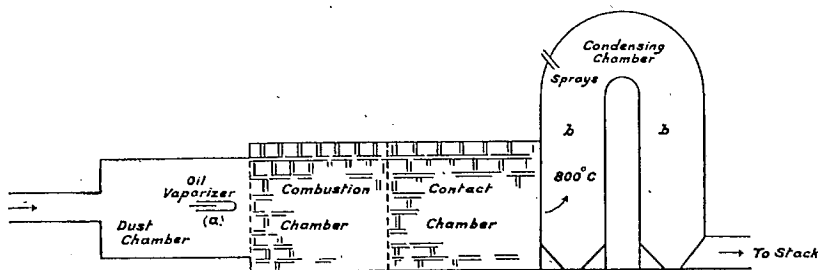 Condensing
Chamber
Sprays
b
b
800°C
Oil
Vaporizer
(a.)
Combustion
Chamber
Contact
Chamber
Dust
Chamber
To Stack